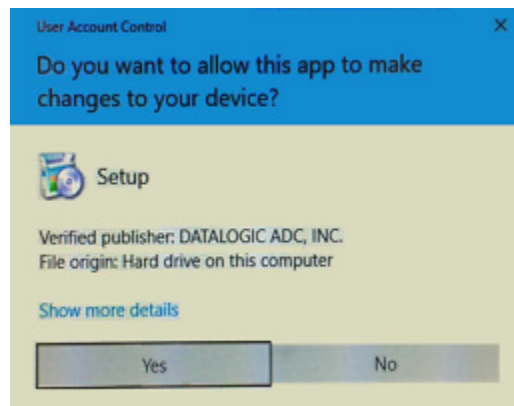 User Account Control
Do you want to allow this app to make
changes to your device?
Setup
Verified publisher: DATALOGIC ADC, INC.
File origin: Hard drive on this computer
Show more details
Yes
No